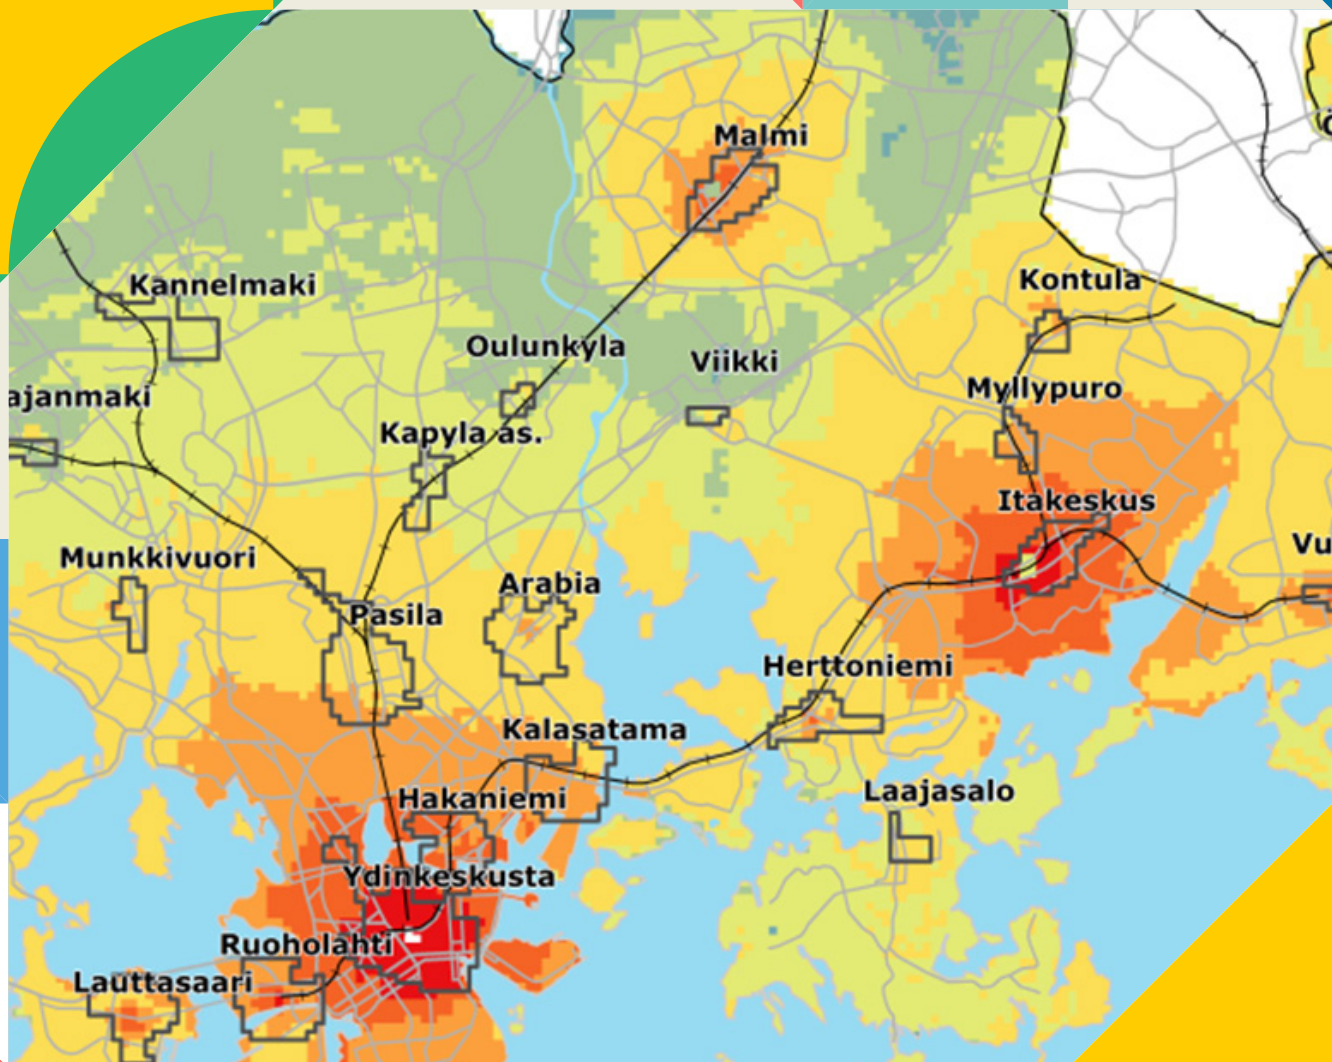 Malmi
Kontula
Kannelmaki
Oulunkyla
Viikki
Myllypuro
ajanmaki
Kapyla as.
Itakeskus
Vu
Munkkivuori
Arabia
Pasila
Herttoniemi
Kalasatama
Laajasalo
Hakaniemi
Ydinkeskusta
Ruoholahti
Lauttasaari